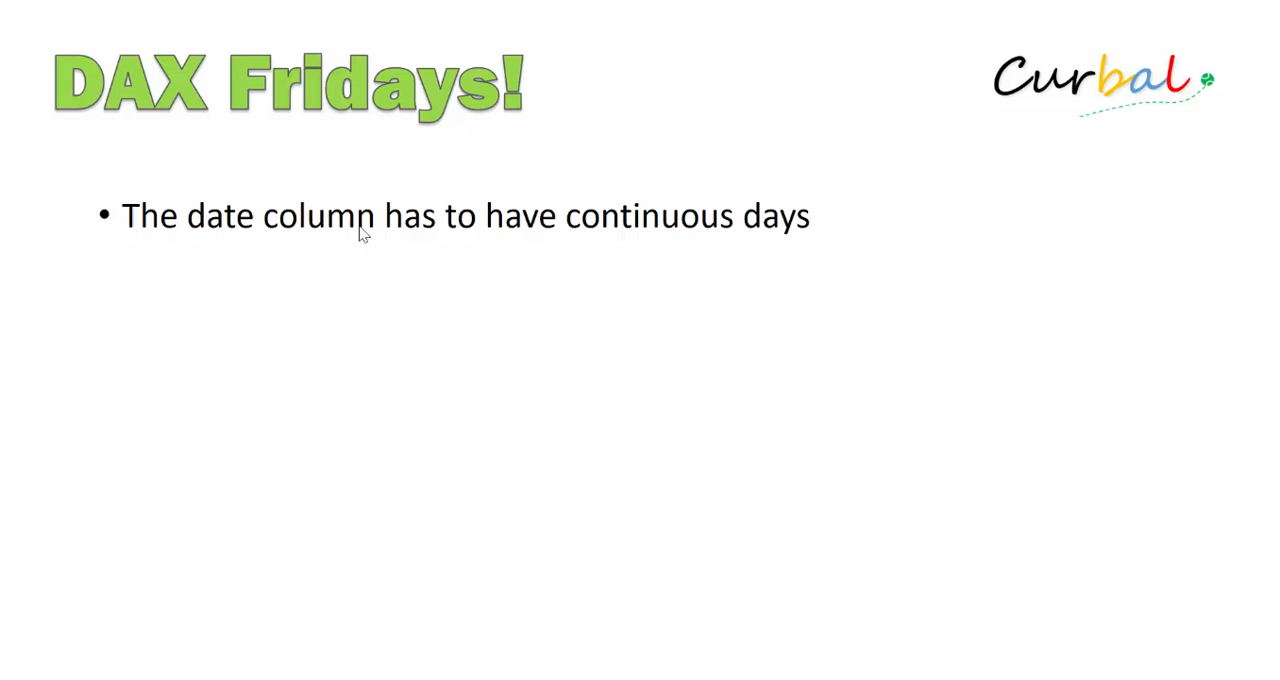 DAX Fridays!
Curbal
• The date column has to have continuous days